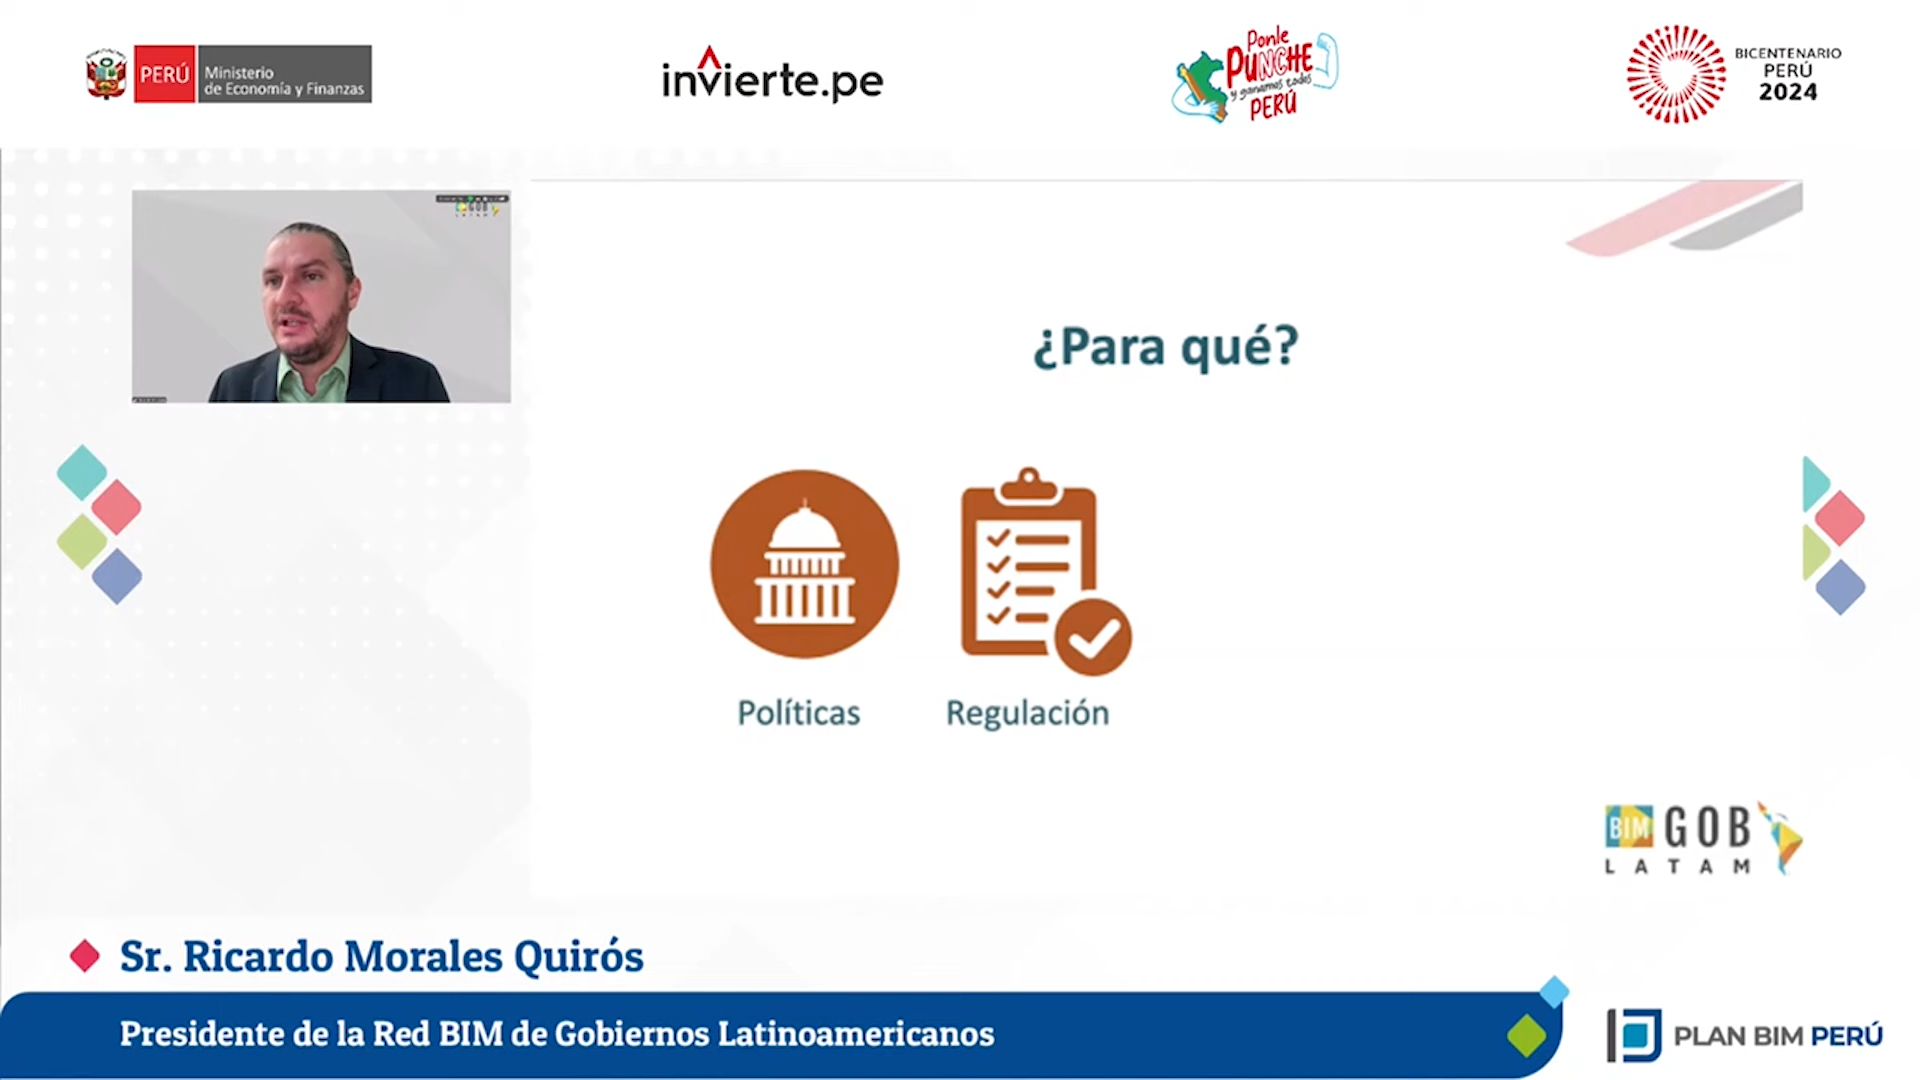 PERÚ
Ministerio
de Economía y Finanzas
invierte.pe
Ponle
PUNCHE
y ganamos todos
PERÚ
BICENTENARIO
PERÚ
2024
GOB
¿Para qué?
Políticas
Regulación
BIM GOB
LATAM
Sr. Ricardo Morales Quirós
Presidente de la Red BIM de Gobiernos Latinoamericanos
PLAN BIM PERÚ